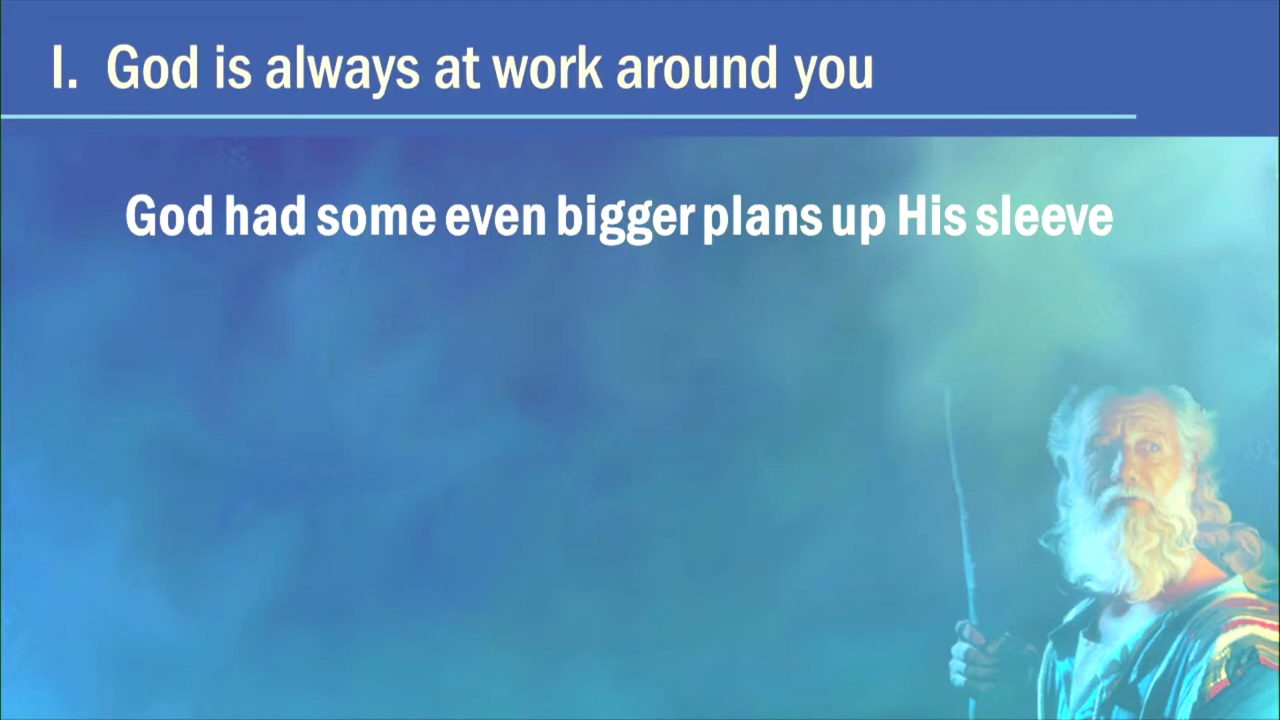 I. God is always at work around you
God had some even bigger plans up His sleeve